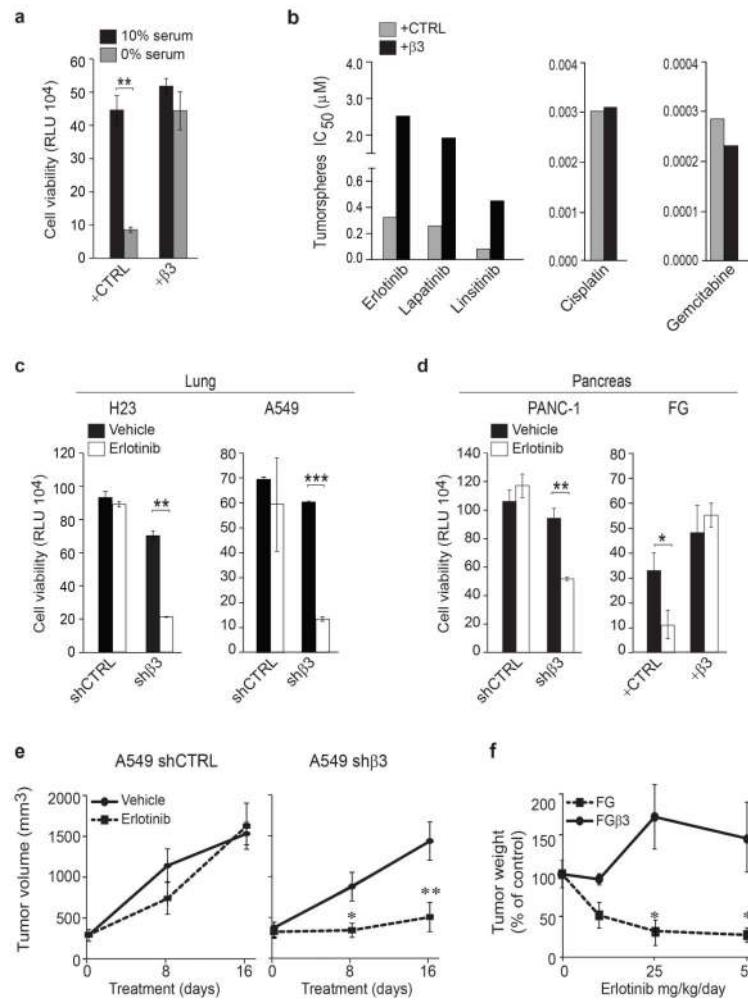 a
10% serum
0% serum
Cell viability (RLU 10⁴)
60
50
40
30
20
10
0
**
+CTRL
+β3
b
+CTRL
+β3
Tumorspheres IC50 (μM)
4.0
3.0
2.0
0.6
0.4
0.2
0.0
Erlotinib
Lapatinib
Linsitinib
0.004
0.003
0.002
0.001
0.000
Cisplatin
0.0004
0.0003
0.0002
0.0001
0.000
Gemcitabine
c
Lung
H23
A549
Vehicle
Erlotinib
Cell viability (RLU 10⁴)
120
100
80
60
40
20
0
**
shCTRL
shβ3
80
70
60
50
40
30
20
10
0
***
shCTRL
shβ3
d
Pancreas
PANC-1
FG
Vehicle
Erlotinib
Cell viability (RLU 10⁴)
140
120
100
80
60
40
20
0
**
shCTRL
shβ3
80
70
60
50
40
30
20
10
0
*
+CTRL
+β3
e
A549 shCTRL
A549 shβ3
Vehicle
Erlotinib
Tumor volume (mm³)
2000
1500
1000
500
300
0
0
8
16
Treatment (days)
*
**
0
8
16
Treatment (days)
f
FG
FGβ3
Tumor weight
(% of control)
200
150
100
50
0
*
0
25
Erlotinib mg/kg/day